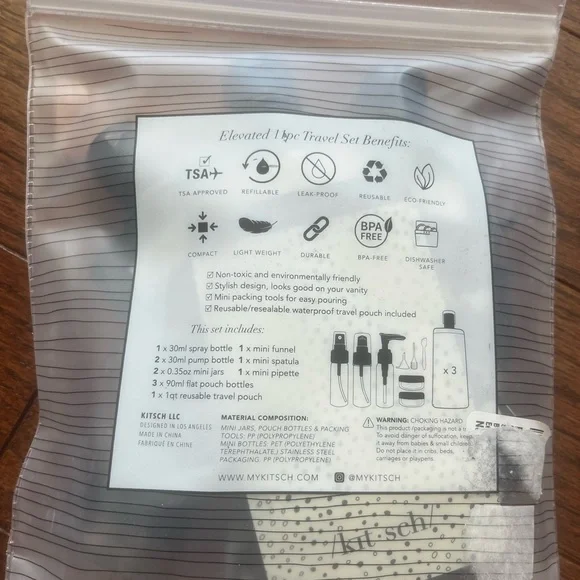 Elevated 11pc Travel Set Benefits:
TSA
TSA APPROVED
REFILLABLE
LEAK-PROOF
REUSABLE
ECO-FRIENDLY
BPA
FREE
COMPACT
LIGHT WEIGHT
DURABLE
BPA-FREE
DISHWASHER
SAFE
Non-toxic and environmentally friendly
Stylish design, looks good on your vanity
Mini packing tools for easy pouring
Reusable/resealable waterproof travel pouch included
This set includes:
1 x 30ml spray bottle 1 x mini funnel
2 x 30ml pump bottle 1 x mini spatula
2 x 0.35oz mini jars 1 x mini pipette
3 x 90ml flat pouch bottles
1 x 1qt reusable travel pouch
x 3
KITSCH LLC
DESIGNED IN LOS ANGELES
MADE IN CHINA
FABRIQUÉ EN CHINE
MATERIAL COMPOSITION:
MINI JARS, POUCH BOTTLES & PACKING
TOOLS: PP (POLYPROPYLENE)
MINI BOTTLES: PET (POLYETHYLENE
TEREPHTHALATE,) STAINLESS STEEL
PACKAGING: PP (POLYPROPYLENE)
WARNING: CHOKING HAZARD
This product /packaging is not a
To avoid danger of suffocation, keep
it away from babies & small children
Do not place it in cribs, beds,
carriages or playpens.
WWW.MYKITSCH.COM @MYKITSCH
/kit·sch/